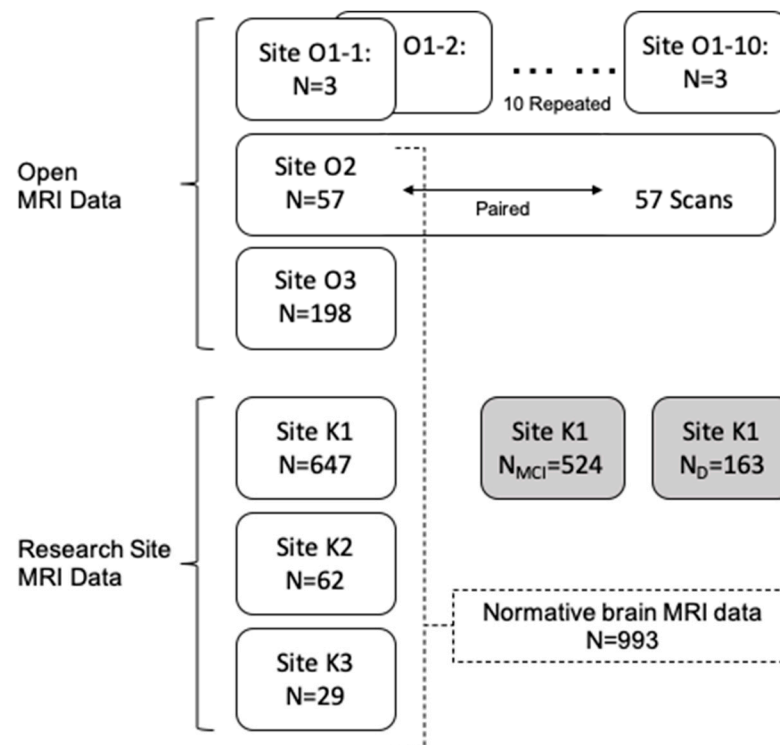 Site O1-1:
N=3
O1-2:
... ...
10 Repeated
Site O1-10:
N=3
Open
MRI Data
Site O2
N=57
Paired
57 Scans
Site O3
N=198
Research Site
MRI Data
Site K1
N=647
Site K1
N_MCI=524
Site K1
N_D=163
Site K2
N=62
Normative brain MRI data
N=993
Site K3
N=29